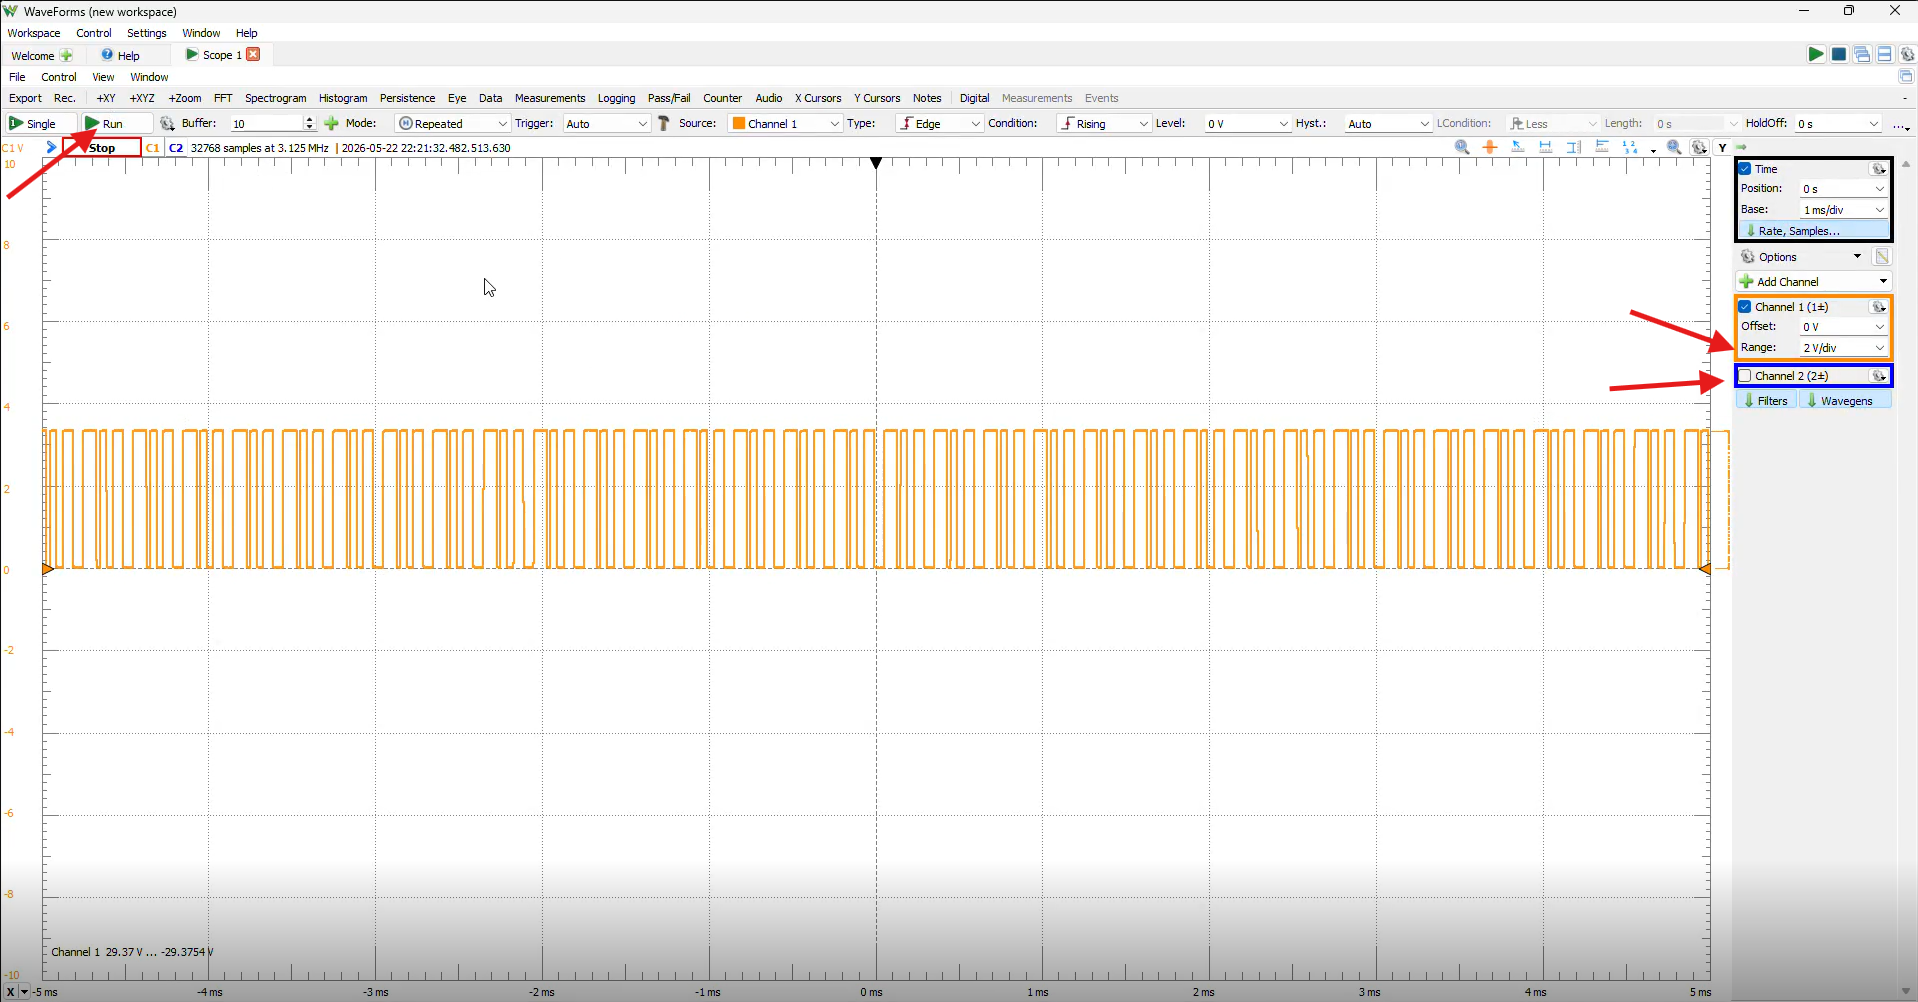 WaveForms (new workspace)
Workspace Control Settings Window Help
Welcome Help Scope 1
File Control View Window
Export Rec. +XY +XYZ +Zoom FFT Spectrogram Histogram Persistence Eye Data Measurements Logging Pass/Fail Counter Audio X Cursors Y Cursors Notes Digital Measurements Events
Single Run Buffer: 10 Mode: Repeated Trigger: Auto Source: Channel 1 Type: Edge Condition: Rising Level: 0 V Hyst.: Auto LCondition: Less Length: 0 s HoldOff: 0 s ...
C1 V Stop C1 C2 32768 samples at 3.125 MHz | 2026-05-22 22:21:32.482.513.630 Y
10
8
6
4
2
0
-2
-4
-6
-8
-10
Time
Position: 0 s
Base: 1 ms/div
Rate, Samples...
Options
Add Channel
Channel 1 (1±)
Offset: 0 V
Range: 2 V/div
Channel 2 (2±)
Filters Wavegens
Channel 1 29.37 V ... -29.3754 V
X -5 ms -4 ms -3 ms -2 ms -1 ms 0 ms 1 ms 2 ms 3 ms 4 ms 5 ms